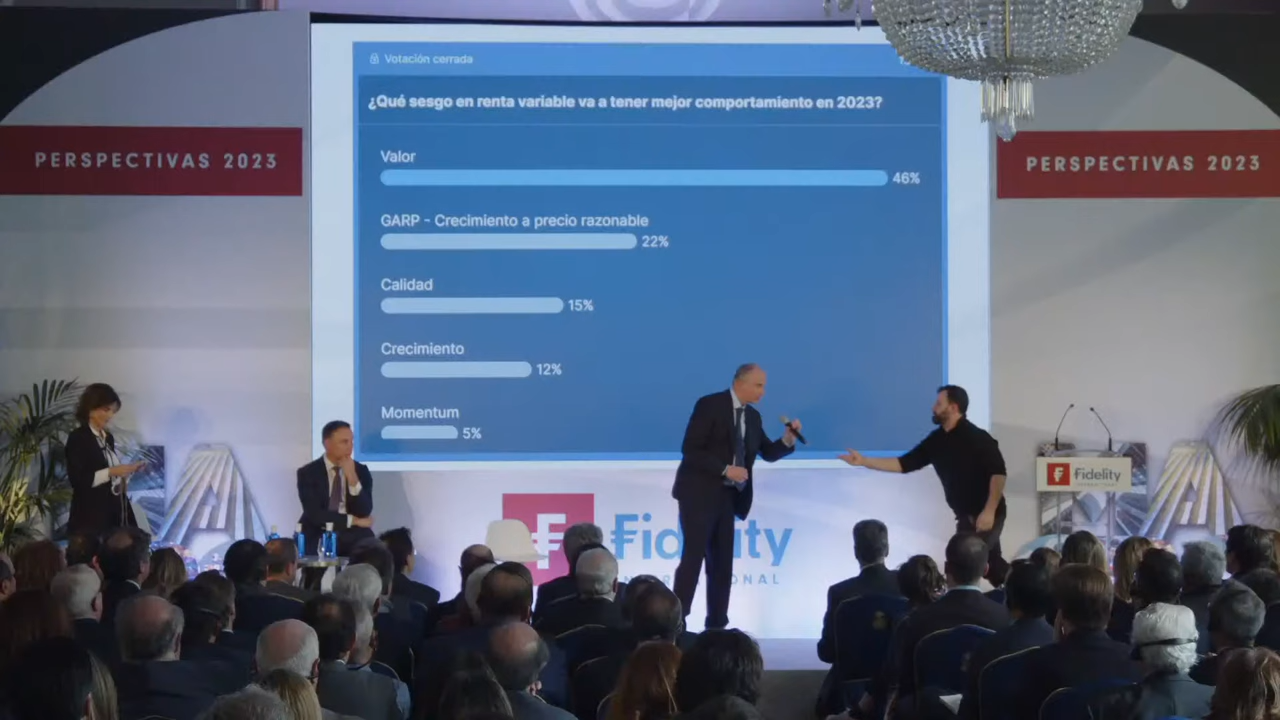 Votación cerrada
¿Qué sesgo en renta variable va a tener mejor comportamiento en 2023?
PERSPECTIVAS 2023
PERSPECTIVAS 2023
Valor
46%
GARP - Crecimiento a precio razonable
22%
Calidad
15%
Crecimiento
12%
Momentum
5%
Fidelity
Fidelity